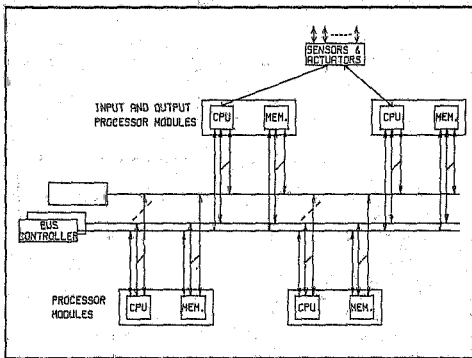 SENSORS &
ACTUATORS
INPUT AND OUTPUT
PROCESSOR MODULES
CPU
MEM.
CPU
MEM.
BUS
CONTROLLER
PROCESSOR
MODULES
CPU
MEM.
CPU
MEM.